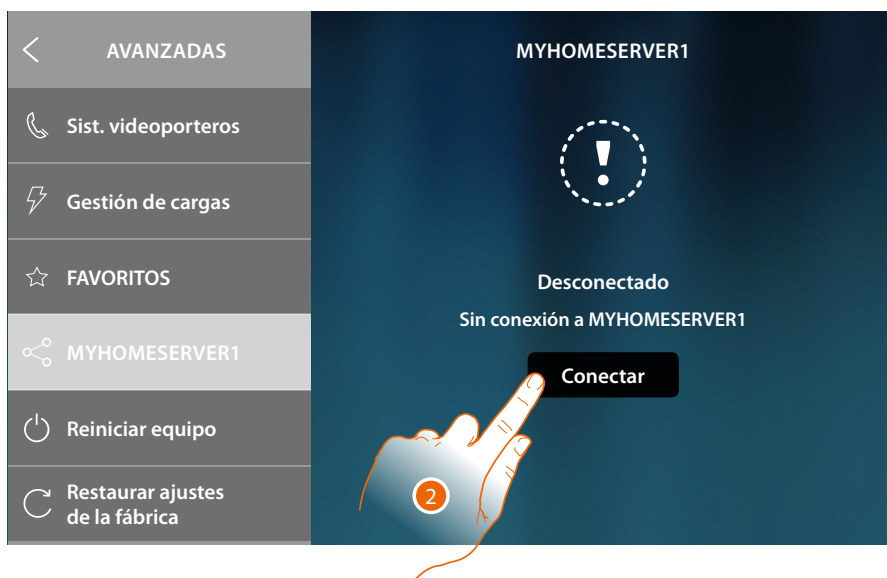 AVANZADAS
Sist. videoporteros
Gestión de cargas
FAVORITOS
MYHOMESERVER1
Reiniciar equipo
Restaurar ajustes
de la fábrica
MYHOMESERVER1
Desconectado
Sin conexión a MYHOMESERVER1
Conectar
2